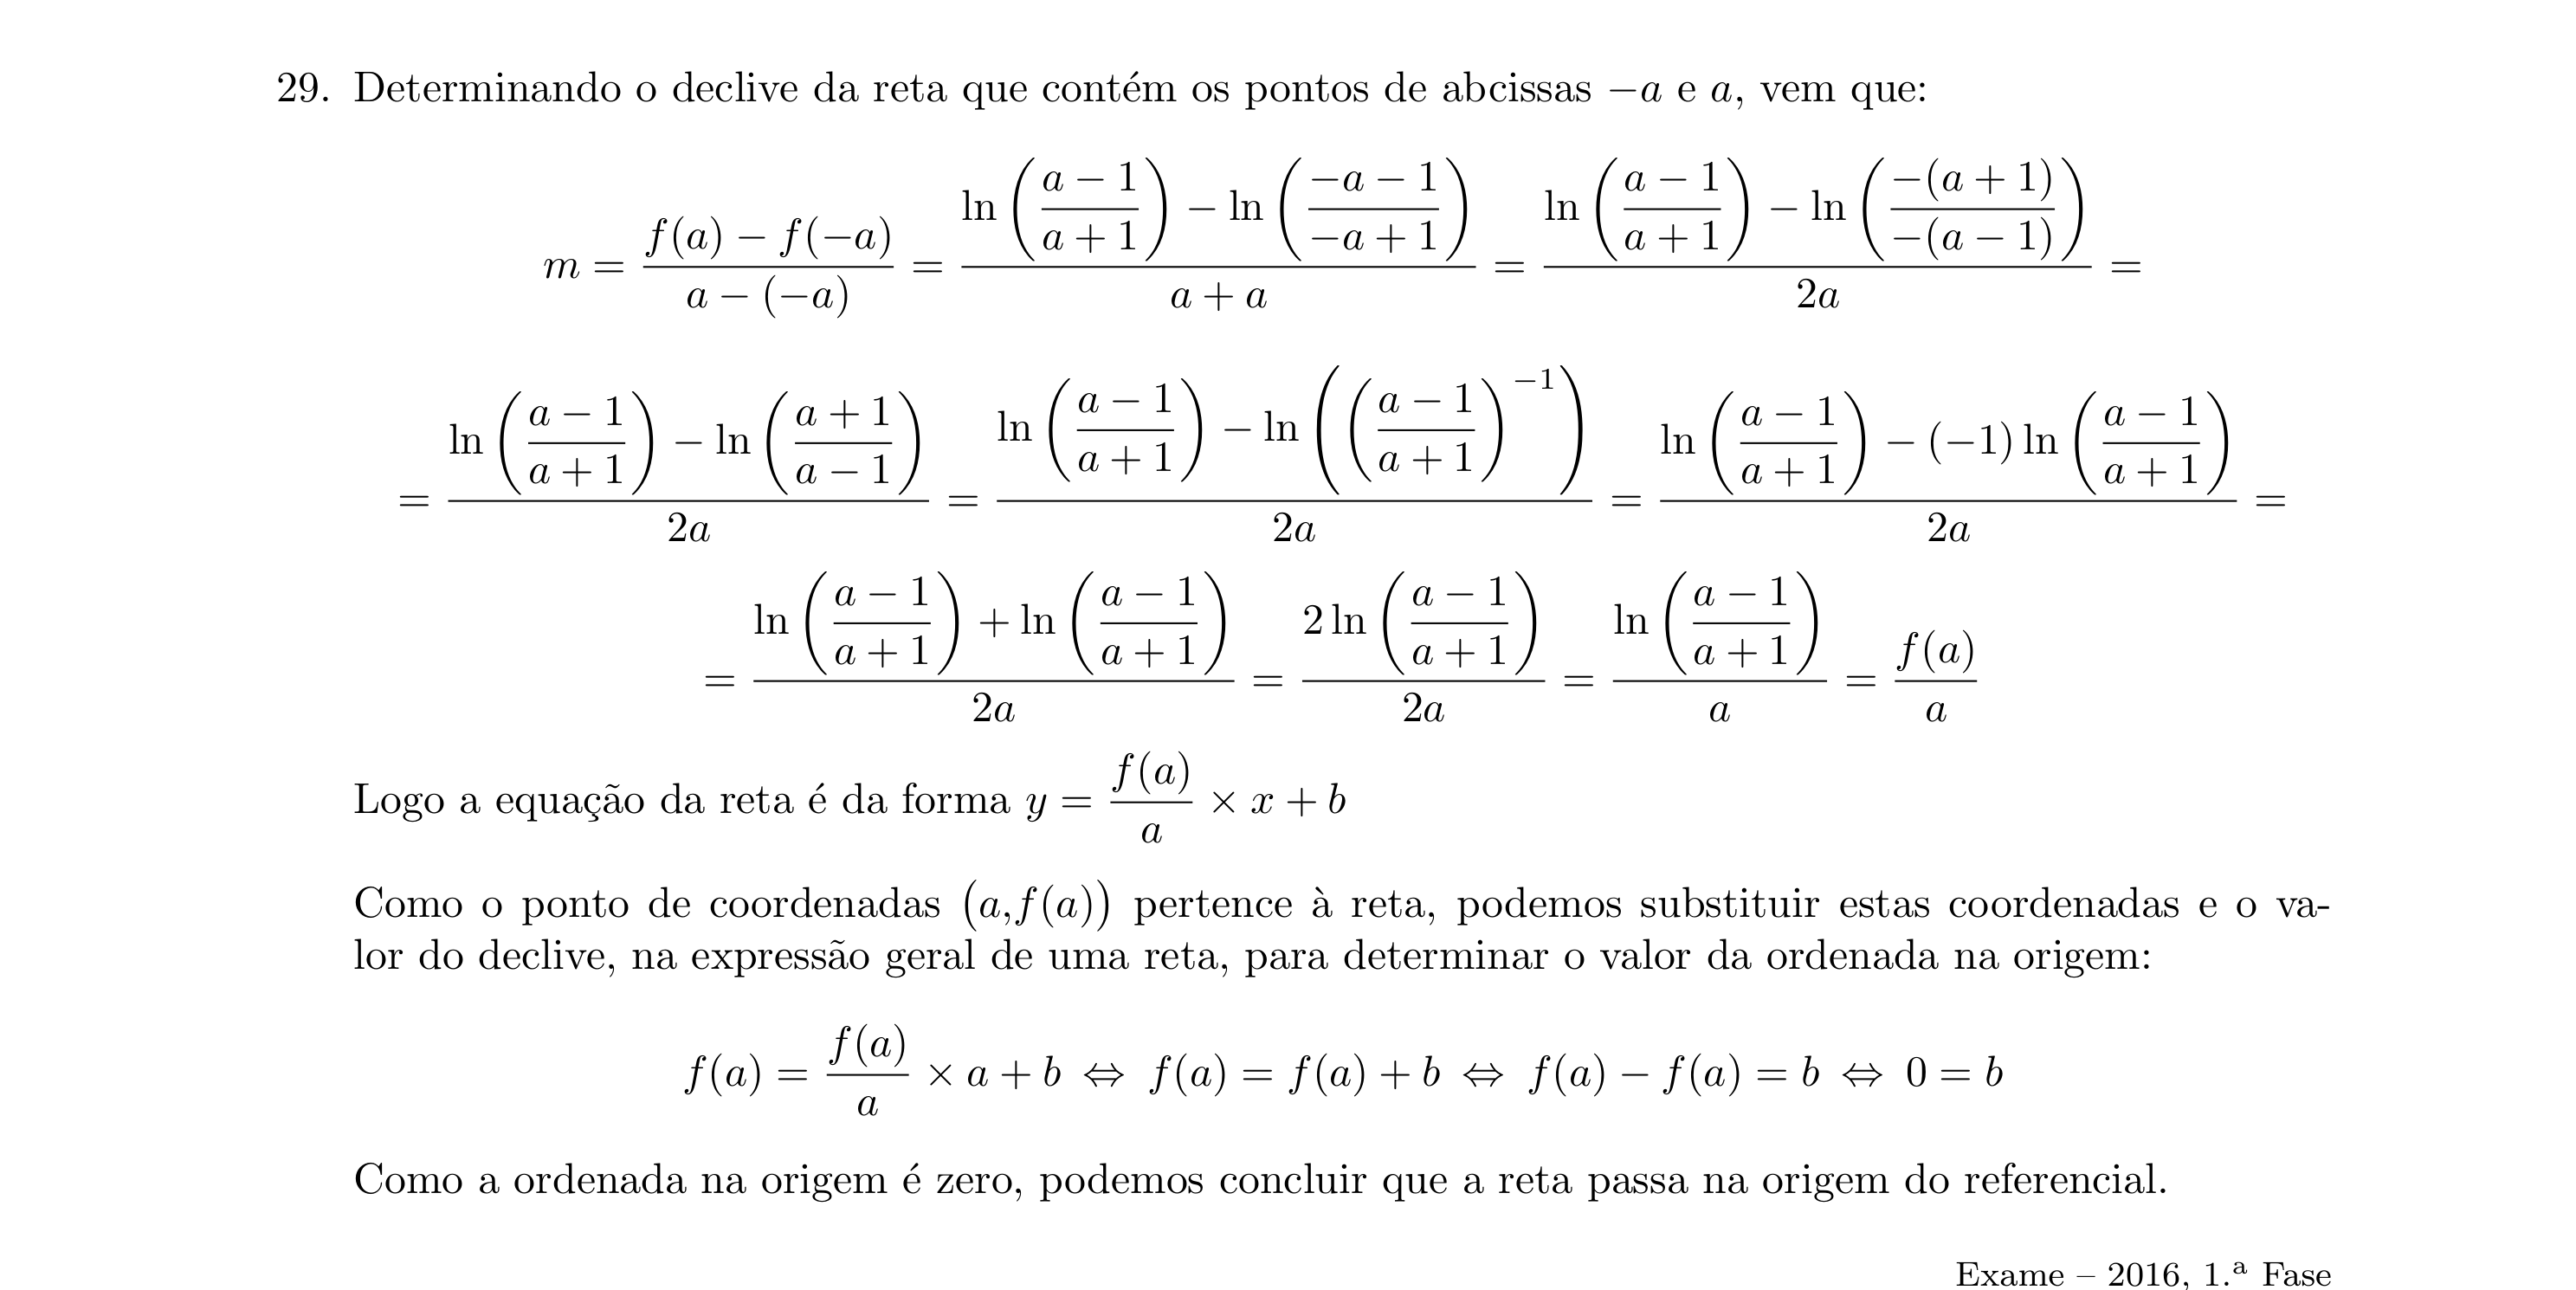 29. Determinando o declive da reta que contém os pontos de abcissas −a e a, vem que:
m = \frac{f(a) − f(−a)}{a − (−a)} = \frac{\ln\left(\frac{a − 1}{a + 1}\right) − \ln\left(\frac{−a − 1}{−a + 1}\right)}{a + a} = \frac{\ln\left(\frac{a − 1}{a + 1}\right) − \ln\left(\frac{−(a + 1)}{−(a − 1)}\right)}{2a} =
= \frac{\ln\left(\frac{a − 1}{a + 1}\right) − \ln\left(\frac{a + 1}{a − 1}\right)}{2a} = \frac{\ln\left(\frac{a − 1}{a + 1}\right) − \ln\left(\left(\frac{a − 1}{a + 1}\right)^{−1}\right)}{2a} = \frac{\ln\left(\frac{a − 1}{a + 1}\right) − (−1)\ln\left(\frac{a − 1}{a + 1}\right)}{2a} =
= \frac{\ln\left(\frac{a − 1}{a + 1}\right) + \ln\left(\frac{a − 1}{a + 1}\right)}{2a} = \frac{2\ln\left(\frac{a − 1}{a + 1}\right)}{2a} = \frac{\ln\left(\frac{a − 1}{a + 1}\right)}{a} = \frac{f(a)}{a}
Logo a equação da reta é da forma y = \frac{f(a)}{a} × x + b
Como o ponto de coordenadas (a,f(a)) pertence à reta, podemos substituir estas coordenadas e o va-
lor do declive, na expressão geral de uma reta, para determinar o valor da ordenada na origem:
f(a) = \frac{f(a)}{a} × a + b ⇔ f(a) = f(a) + b ⇔ f(a) − f(a) = b ⇔ 0 = b
Como a ordenada na origem é zero, podemos concluir que a reta passa na origem do referencial.
Exame – 2016, 1.ª Fase